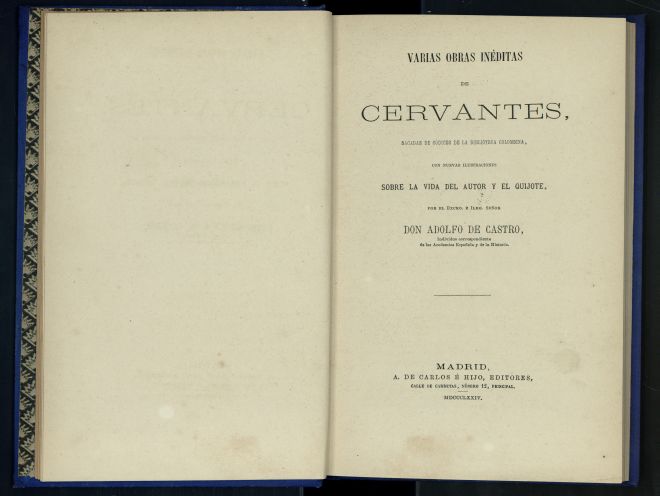 VARIAS OBRAS INÉDITAS
DE
CERVANTES,
SACADAS DE CÓDICES DE LA BIBLIOTECA COLOMBINA,
CON NUEVAS ILUSTRACIONES
SOBRE LA VIDA DEL AUTOR Y EL QUIJOTE,
POR EL EXCMO. É ILMO. SEÑOR
DON ADOLFO DE CASTRO,
Individuo correspondiente
de las Academias Española y de la Historia.
MADRID,
A. DE CARLOS É HIJO, EDITORES,
CALLE DE CARRETAS, NÚMERO 12, PRINCIPAL.
MDCCCLXXIV.